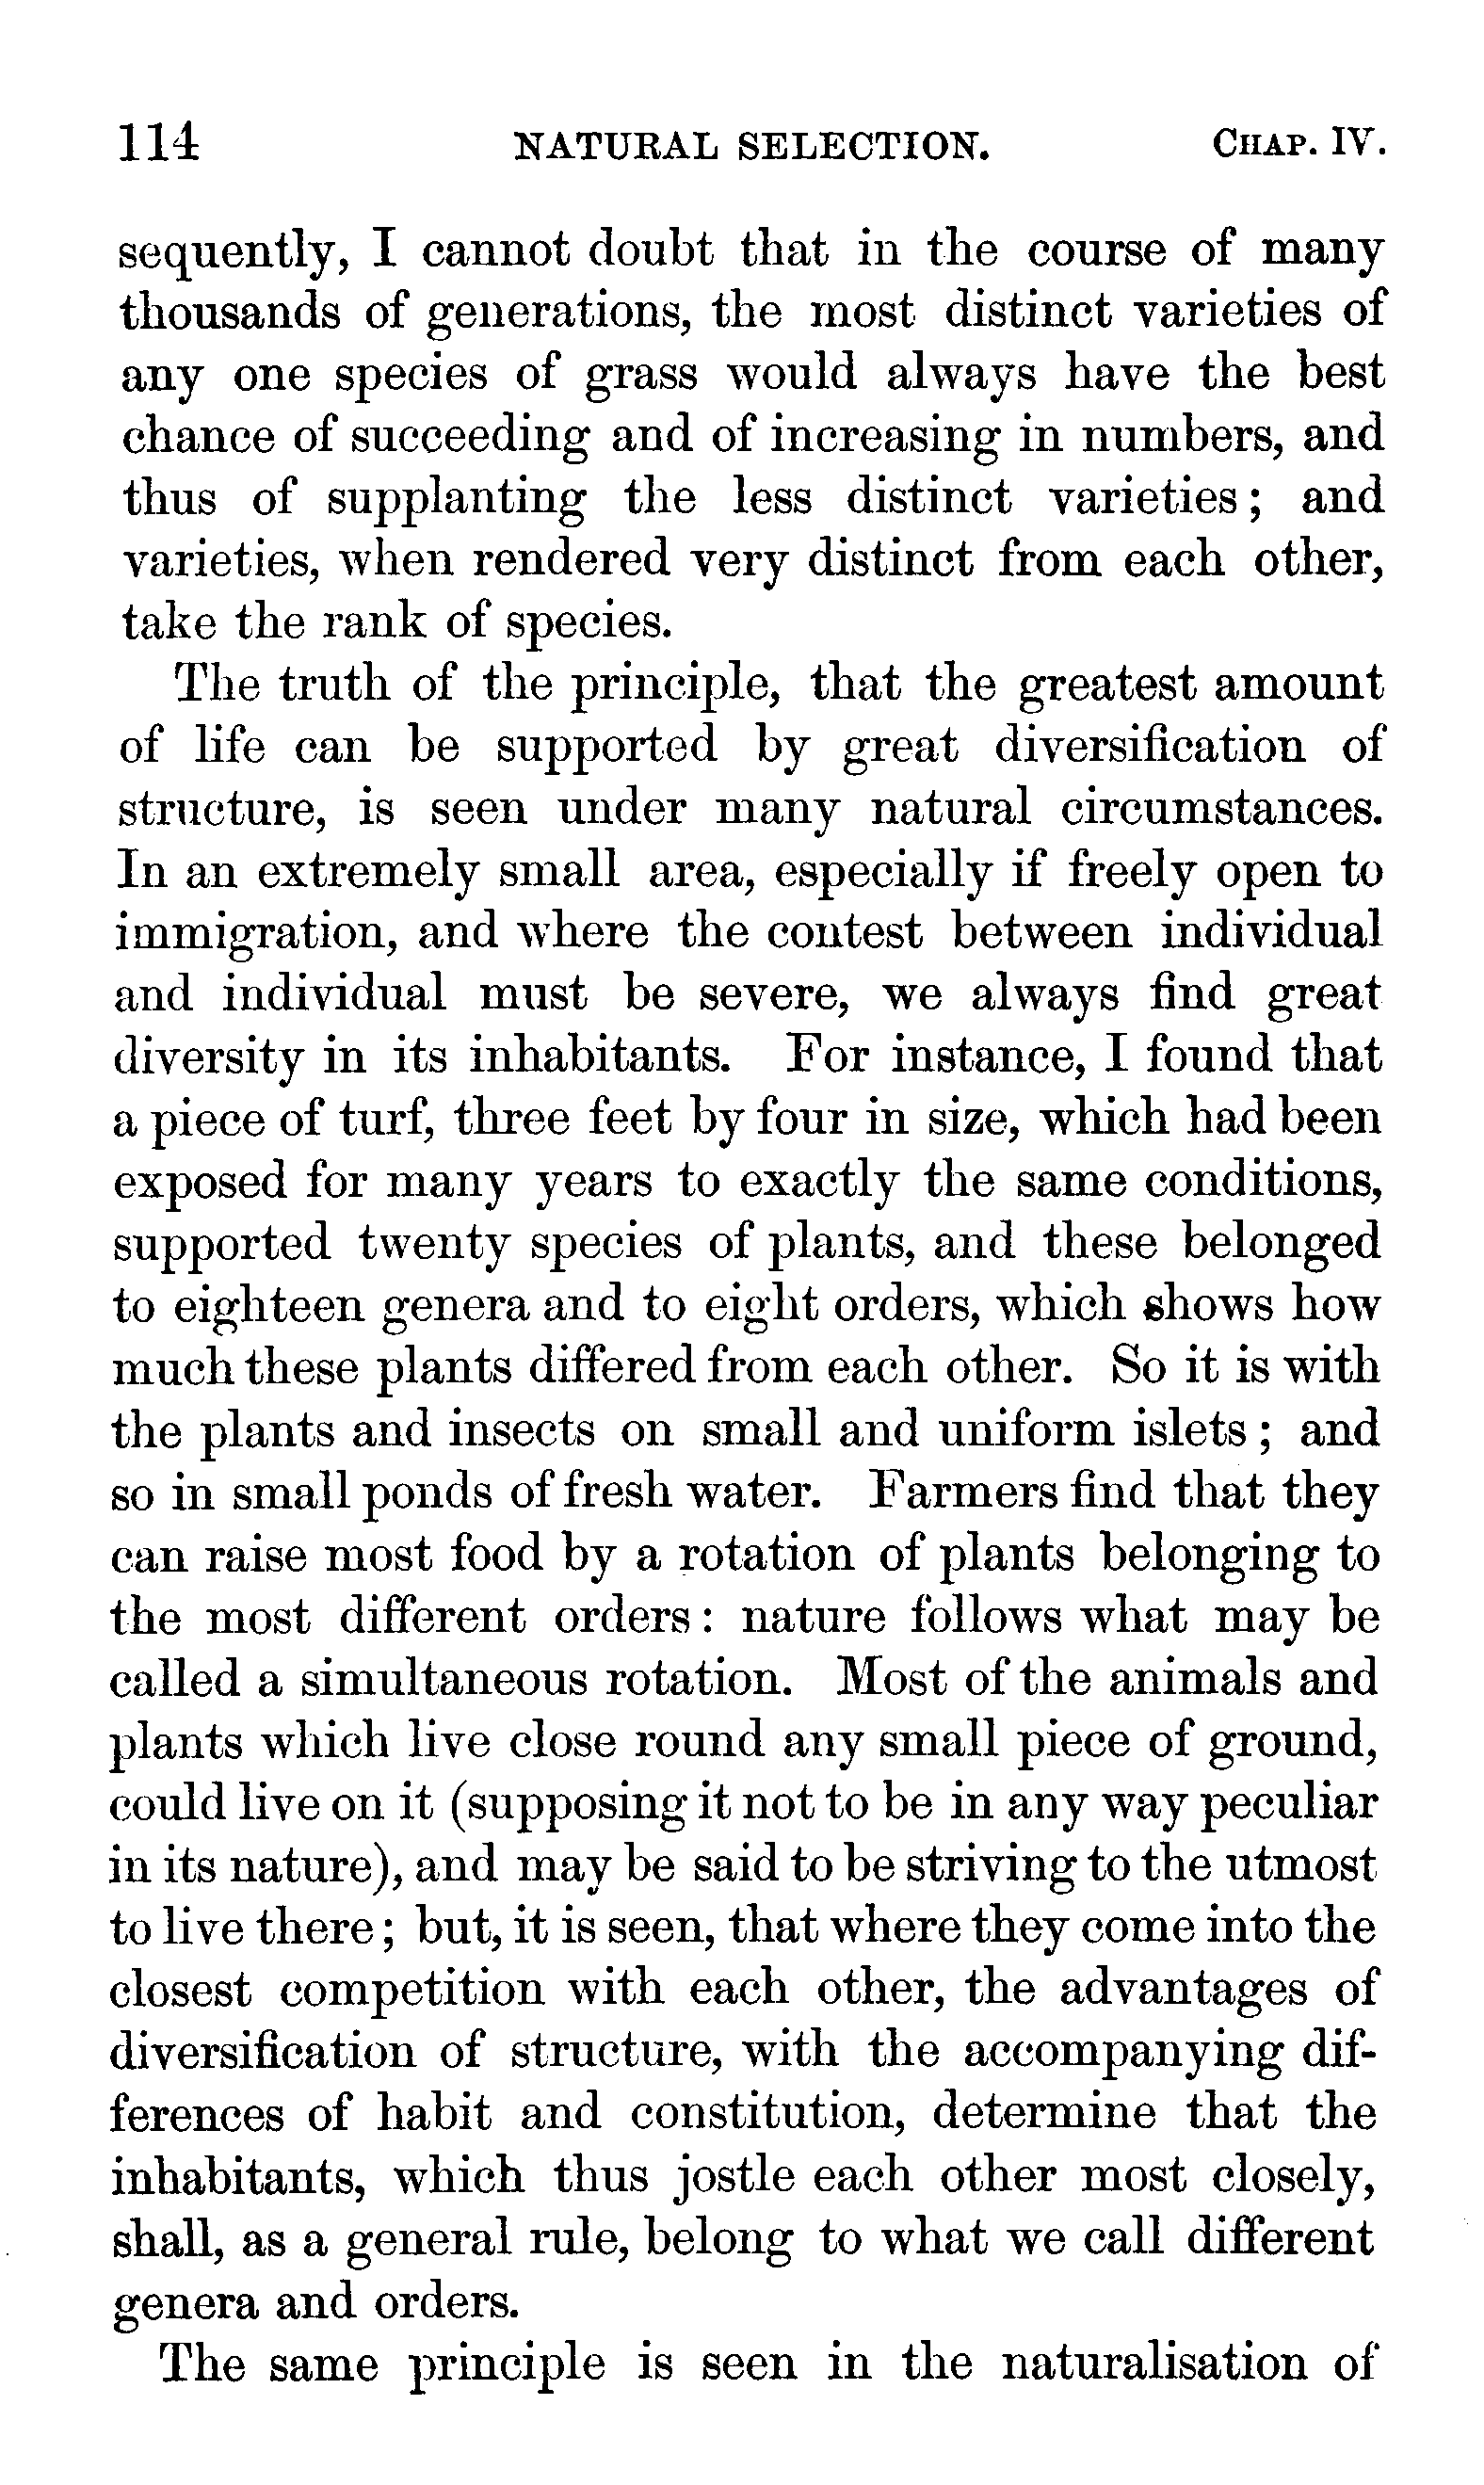 114 NATURAL SELECTION. CHAP. IV.
sequently, I cannot doubt that in the course of many
thousands of generations, the most distinct varieties of
any one species of grass would always have the best
chance of succeeding and of increasing in numbers, and
thus of supplanting the less distinct varieties; and
varieties, when rendered very distinct from each other,
take the rank of species.
The truth of the principle, that the greatest amount
of life can be supported by great diversification of
structure, is seen under many natural circumstances.
In an extremely small area, especially if freely open to
immigration, and where the contest between individual
and individual must be severe, we always find great
diversity in its inhabitants. For instance, I found that
a piece of turf, three feet by four in size, which had been
exposed for many years to exactly the same conditions,
supported twenty species of plants, and these belonged
to eighteen genera and to eight orders, which shows how
much these plants differed from each other. So it is with
the plants and insects on small and uniform islets; and
so in small ponds of fresh water. Farmers find that they
can raise most food by a rotation of plants belonging to
the most different orders: nature follows what may be
called a simultaneous rotation. Most of the animals and
plants which live close round any small piece of ground,
could live on it (supposing it not to be in any way peculiar
in its nature), and may be said to be striving to the utmost
to live there; but, it is seen, that where they come into the
closest competition with each other, the advantages of
diversification of structure, with the accompanying dif-
ferences of habit and constitution, determine that the
inhabitants, which thus jostle each other most closely,
shall, as a general rule, belong to what we call different
genera and orders.
The same principle is seen in the naturalisation of